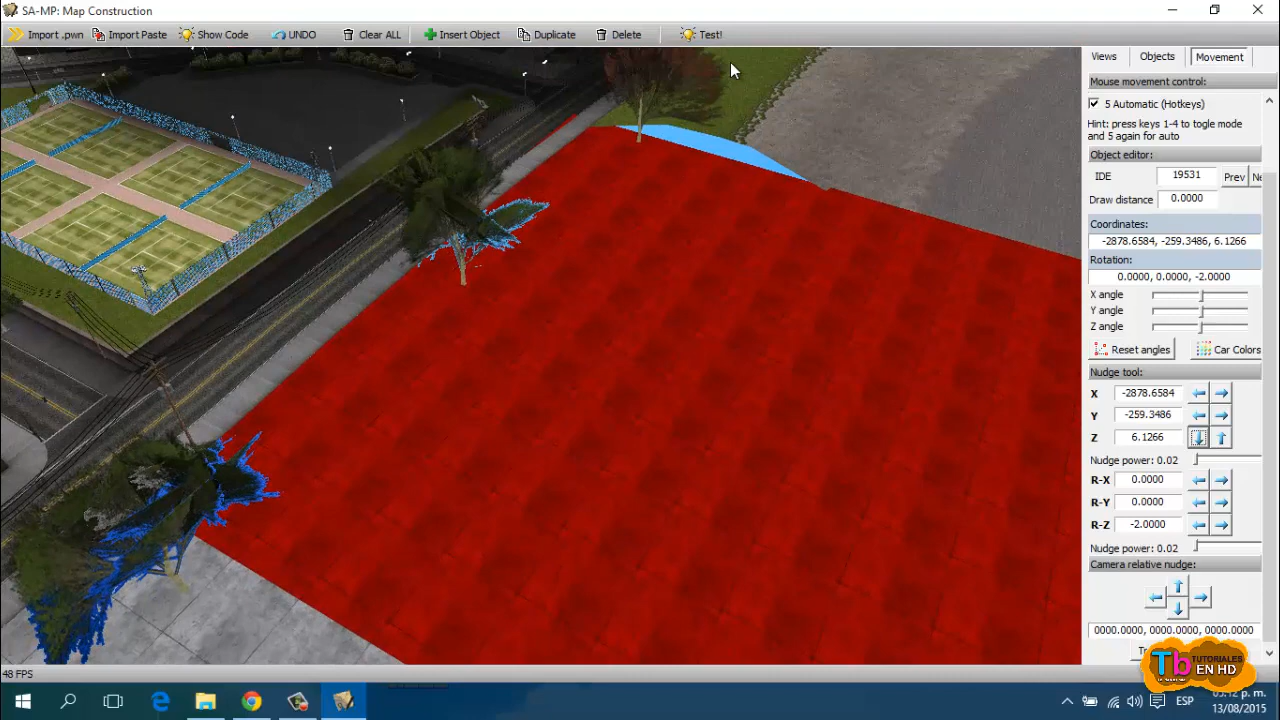 SA-MP: Map Construction
Import .pwn Import Paste Show Code UNDO Clear ALL Insert Object Duplicate Delete Test!
Views Objects Movement
Mouse movement control:
5 Automatic (Hotkeys)
Hint: press keys 1-4 to togle mode
and 5 again for auto
Object editor:
IDE 19531 Prev Ne
Draw distance 0.0000
Coordinates:
-2878.6584, -259.3486, 6.1266
Rotation:
0.0000, 0.0000, -2.0000
X angle
Y angle
Z angle
Reset angles Car Colors
Nudge tool:
X -2878.6584
Y -259.3486
Z 6.1266
Nudge power: 0.02
R-X 0.0000
R-Y 0.0000
R-Z -2.0000
Nudge power: 0.02
Camera relative nudge:
0000.0000, 0000.0000, 0000.0000
Tb TUTORIALES
EN HD
48 FPS
ESP
05:12 p. m.
13/08/2015